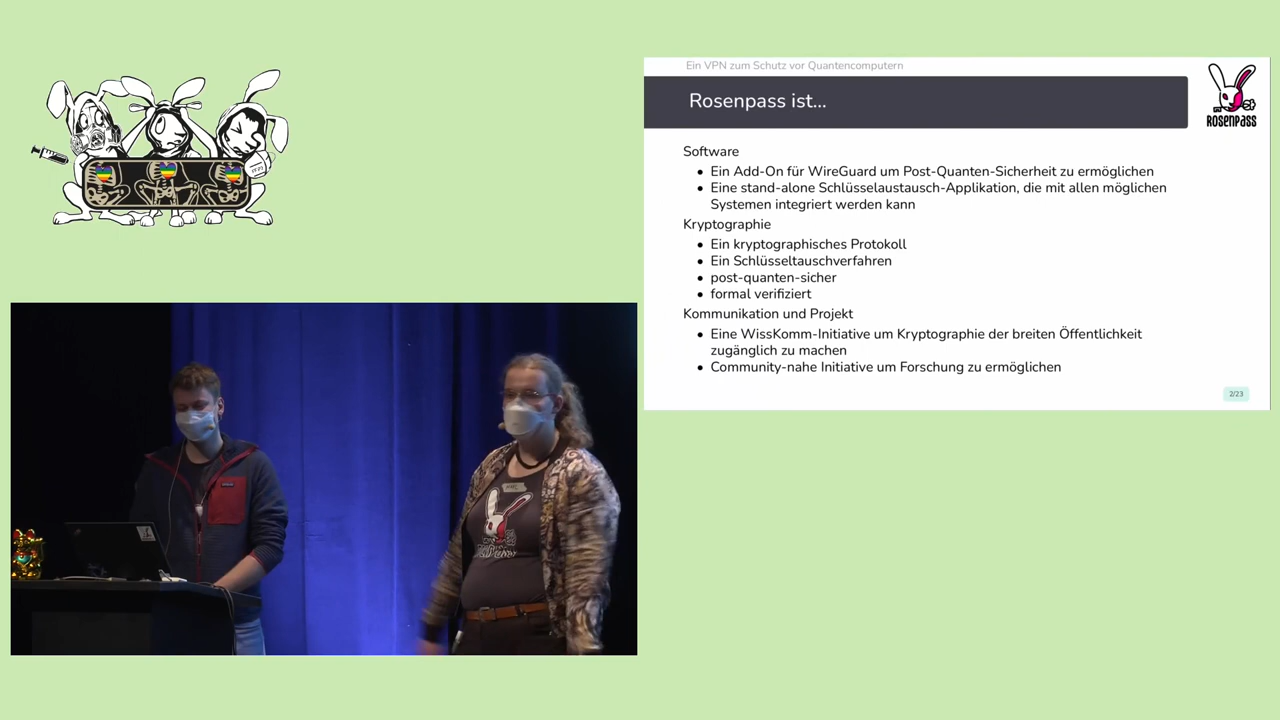 Ein VPN zum Schutz vor Quantencomputern
Rosenpass ist...
ROSENPASS
Software
• Ein Add-On für WireGuard um Post-Quanten-Sicherheit zu ermöglichen
• Eine stand-alone Schlüsselaustausch-Applikation, die mit allen möglichen
Systemen integriert werden kann
Kryptographie
• Ein kryptographisches Protokoll
• Ein Schlüsseltauschverfahren
• post-quanten-sicher
• formal verifiziert
Kommunikation und Projekt
• Eine WissKomm-Initiative um Kryptographie der breiten Öffentlichkeit
zugänglich zu machen
• Community-nahe Initiative um Forschung zu ermöglichen
2/23